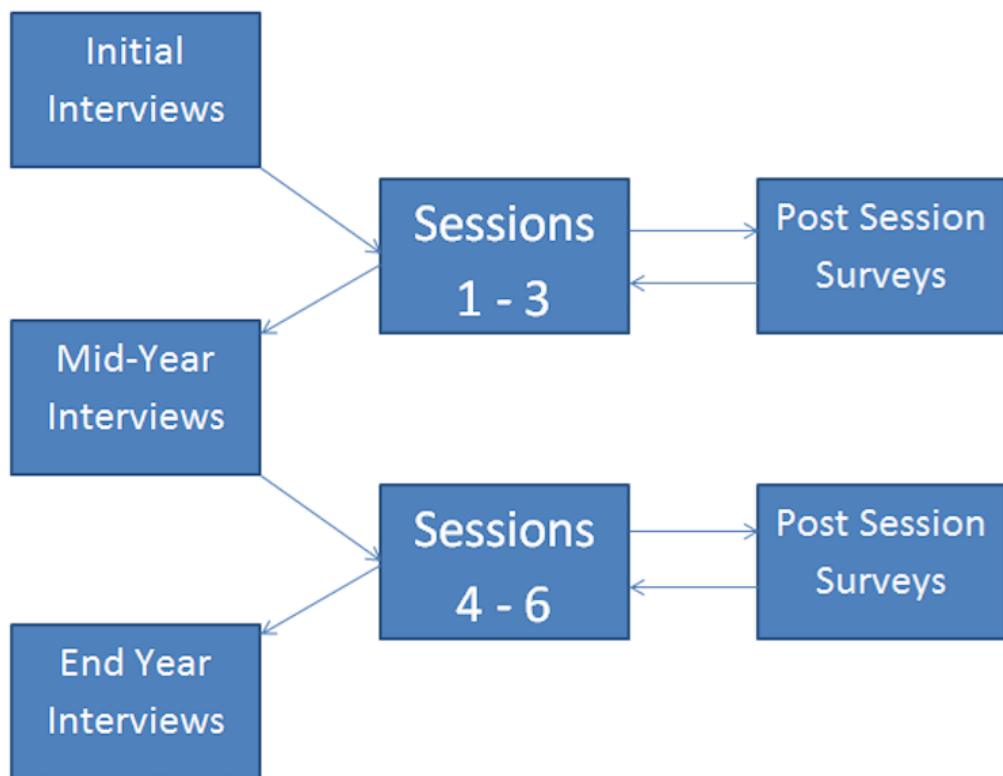 Initial
Interviews
Sessions
1 - 3
Post Session
Surveys
Mid-Year
Interviews
Sessions
4 - 6
Post Session
Surveys
End Year
Interviews